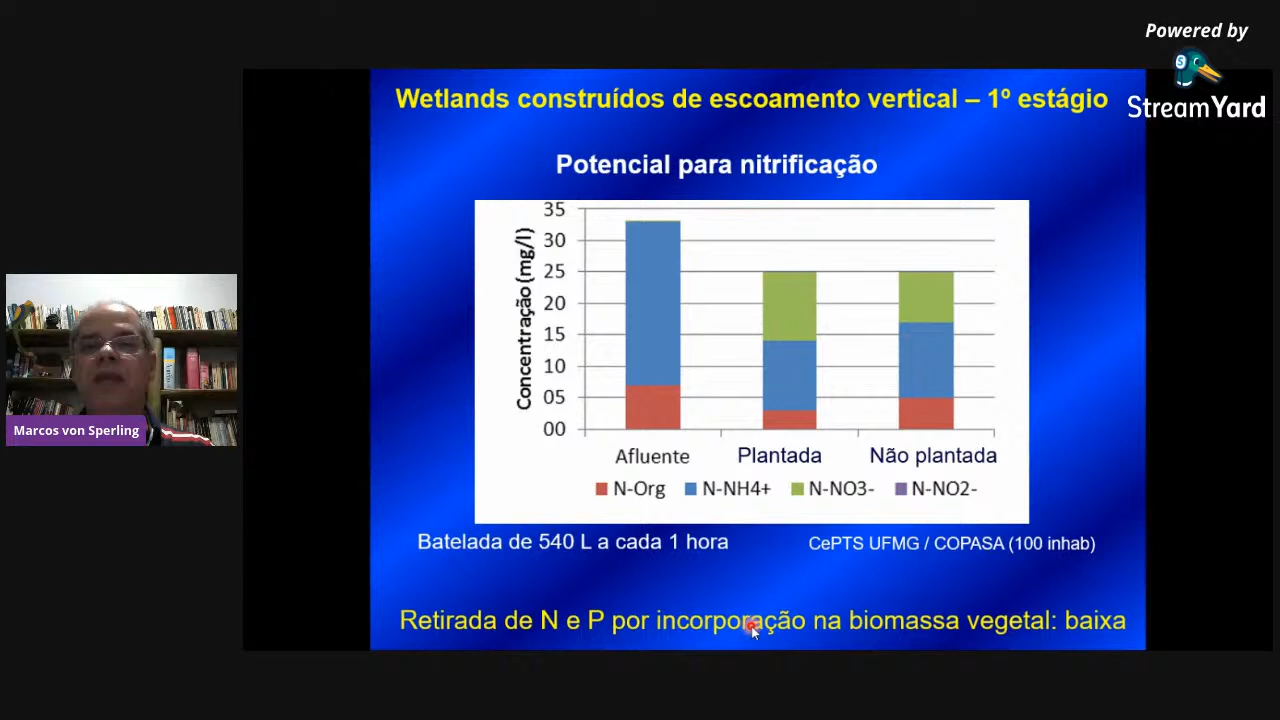 Powered by
StreamYard
Wetlands construídos de escoamento vertical – 1º estágio
Potencial para nitrificação
Concentração (mg/l)
35
30
25
20
15
10
05
00
Afluente Plantada Não plantada
N-Org N-NH4+ N-NO3- N-NO2-
Batelada de 540 L a cada 1 hora
CePTS UFMG / COPASA (100 inhab)
Retirada de N e P por incorporação na biomassa vegetal: baixa
Marcos von Sperling